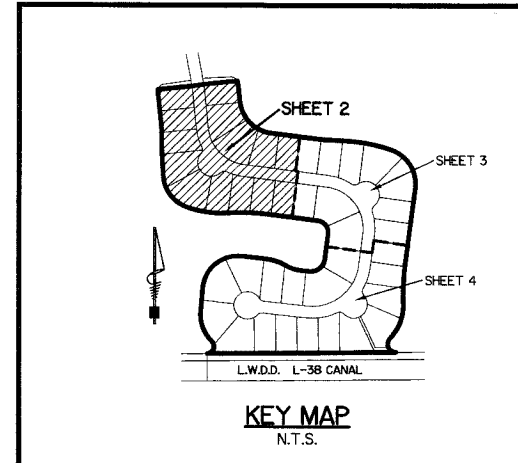 SHEET 2
SHEET 3
SHEET 4
L.W.D.D. L-38 CANAL
KEY MAP
N.T.S.